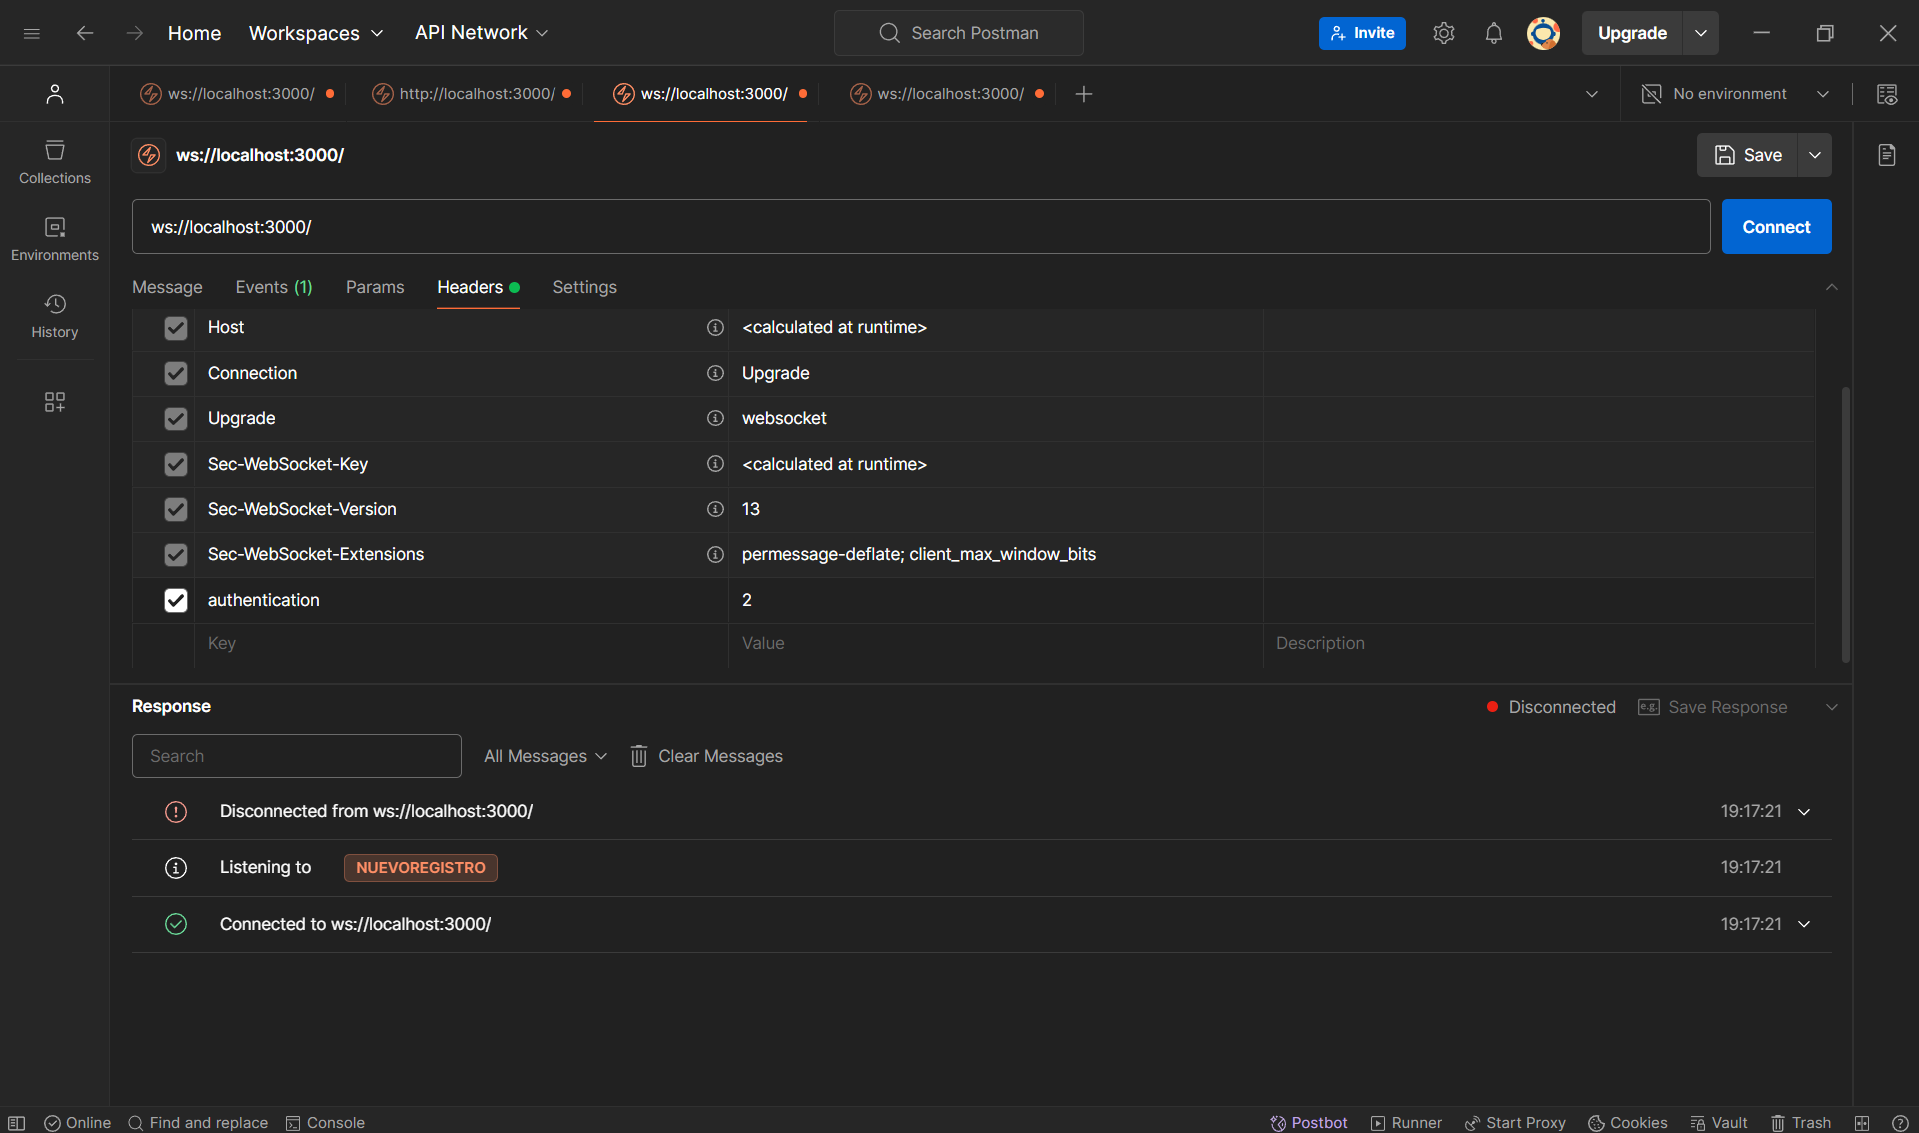 Home Workspaces API Network Search Postman Invite Upgrade
ws://localhost:3000/ http://localhost:3000/ ws://localhost:3000/ ws://localhost:3000/ No environment
ws://localhost:3000/ Save
Collections
Environments
History
ws://localhost:3000/ Connect
Message Events (1) Params Headers Settings
Host <calculated at runtime>
Connection Upgrade
Upgrade websocket
Sec-WebSocket-Key <calculated at runtime>
Sec-WebSocket-Version 13
Sec-WebSocket-Extensions permessage-deflate; client_max_window_bits
authentication 2
Key Value Description
Response Disconnected e.g. Save Response
Search All Messages Clear Messages
Disconnected from ws://localhost:3000/ 19:17:21
Listening to NUEVOREGISTRO 19:17:21
Connected to ws://localhost:3000/ 19:17:21
Online Find and replace Console Postbot Runner Start Proxy Cookies Vault Trash